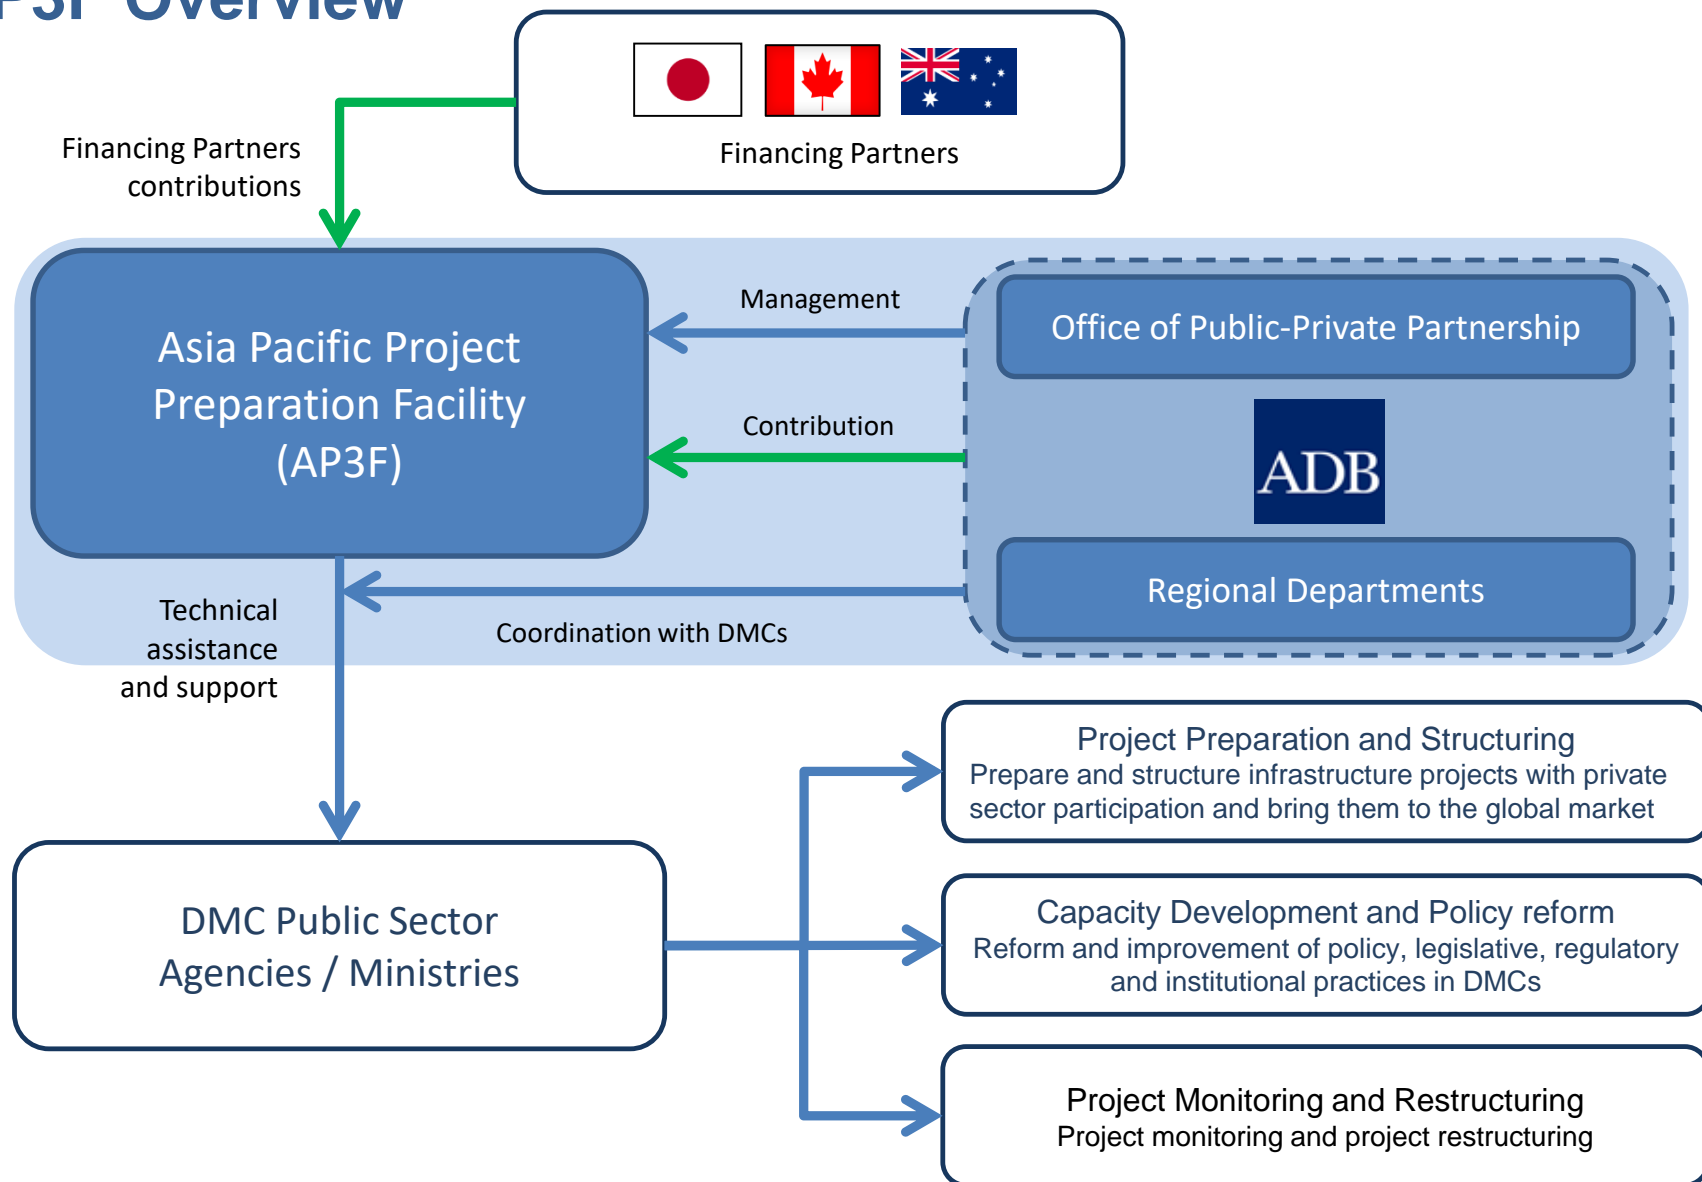 P3F Overview
Financing Partners
Financing Partners
contributions
Asia Pacific Project
Preparation Facility
(AP3F)
Management
Contribution
Office of Public-Private Partnership
ADB
Regional Departments
Technical
assistance
and support
Coordination with DMCs
DMC Public Sector
Agencies / Ministries
Project Preparation and Structuring
Prepare and structure infrastructure projects with private
sector participation and bring them to the global market
Capacity Development and Policy reform
Reform and improvement of policy, legislative, regulatory
and institutional practices in DMCs
Project Monitoring and Restructuring
Project monitoring and project restructuring